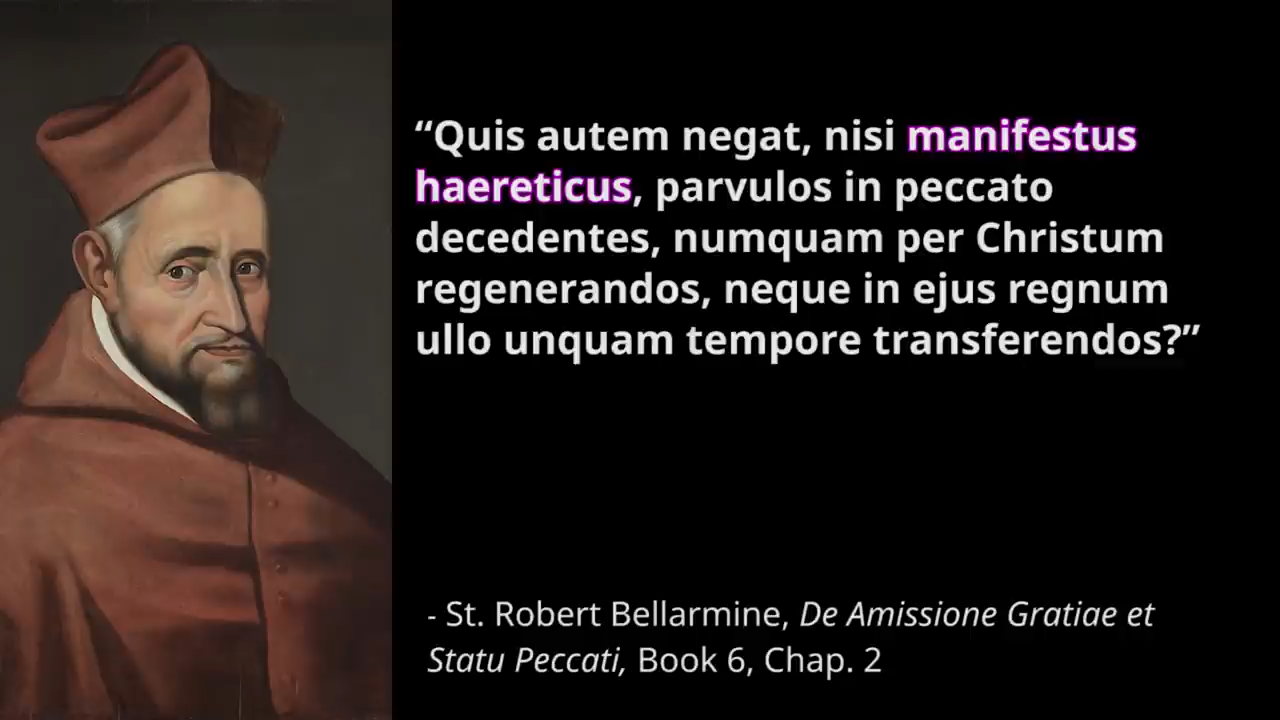 “Quis autem negat, nisi manifestus
haereticus, parvulos in peccato
decedentes, numquam per Christum
regenerandos, neque in ejus regnum
ullo unquam tempore transferendos?”
- St. Robert Bellarmine, De Amissione Gratiae et
Statu Peccati, Book 6, Chap. 2